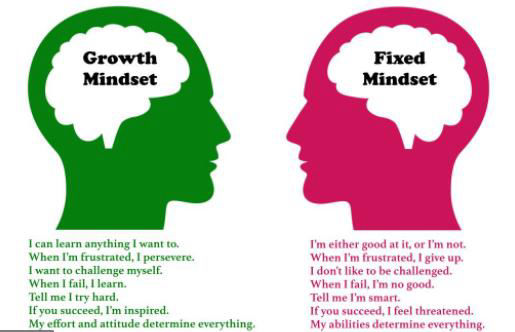 Growth
Mindset
I can learn anything I want to.
When I'm frustrated, I persevere.
I want to challenge myself.
When I fail, I learn.
Tell me I try hard.
If you succeed, I'm inspired.
My effort and attitude determine everything.
Fixed
Mindset
I'm either good at it, or I'm not.
When I'm frustrated, I give up.
I don't like to be challenged.
When I fail, I'm no good.
Tell me I'm smart.
If you succeed, I feel threatened.
My abilities determine everything.